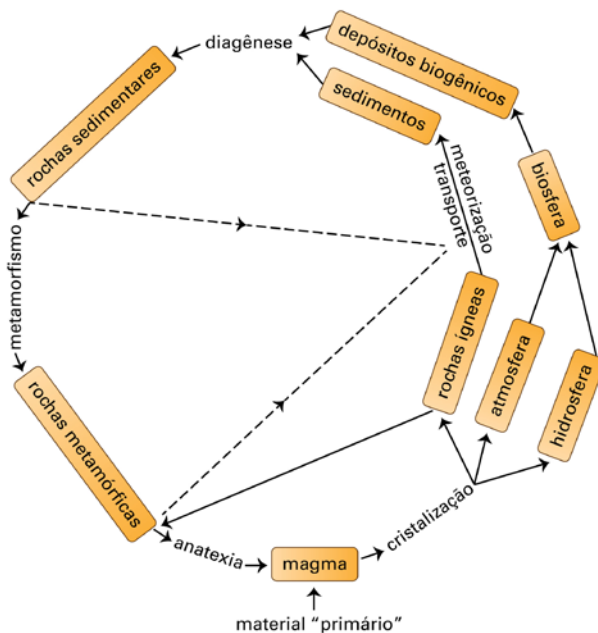 depósitos biogênicos
diagênese
sedimentos
rochas sedimentares
meteorização
transporte
biosfera
metamorfismo
rochas ígneas
atmosfera
hidrosfera
rochas metamórficas
cristalização
anatexia
magma
material "primário"